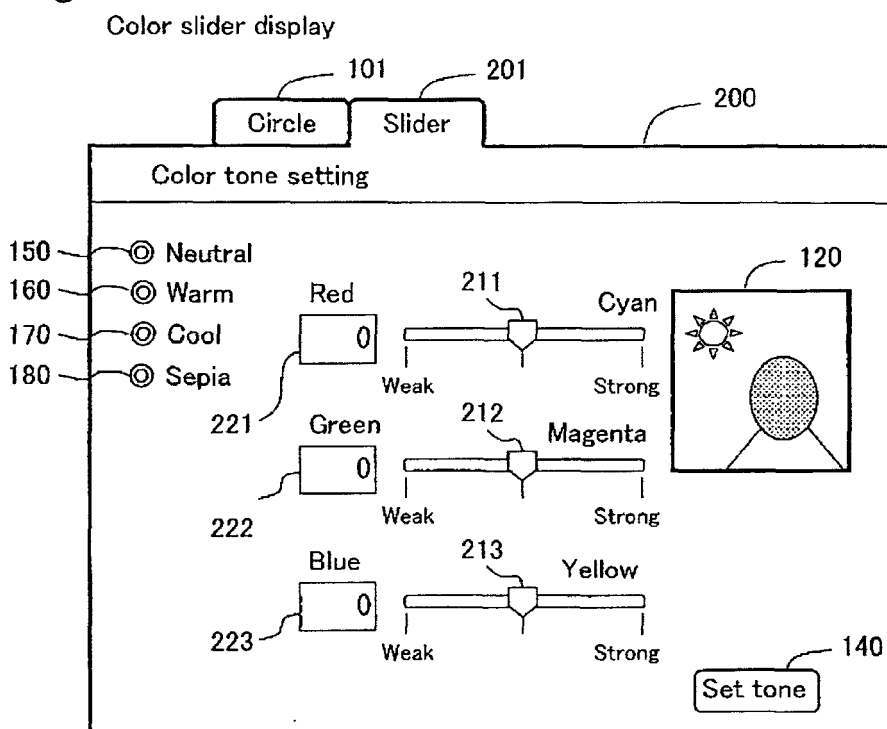 Color slider display
101 201
200
Circle Slider
Color tone setting
150 Neutral
160 Warm
170 Cool
180 Sepia
120
Red 211 Cyan
0
Weak Strong
221
Green 212 Magenta
0
Weak Strong
222
Blue 213 Yellow
0
Weak Strong
223
140
Set tone